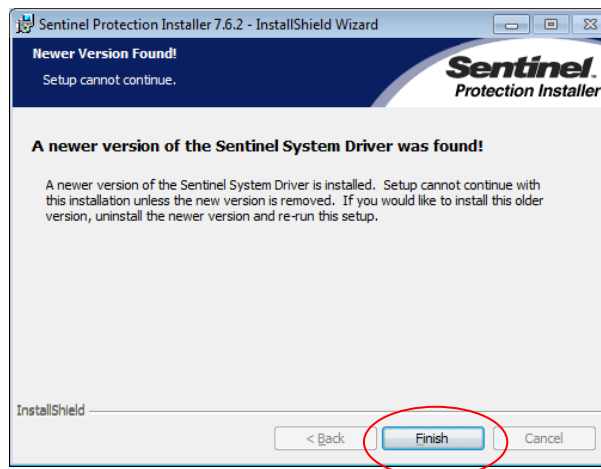 Sentinel Protection Installer 7.6.2 - InstallShield Wizard
Newer Version Found!
Setup cannot continue.
Sentinel.
Protection Installer
A newer version of the Sentinel System Driver was found!
A newer version of the Sentinel System Driver is installed. Setup cannot continue with
this installation unless the new version is removed. If you would like to install this older
version, uninstall the newer version and re-run this setup.
InstallShield
< Back Finish Cancel